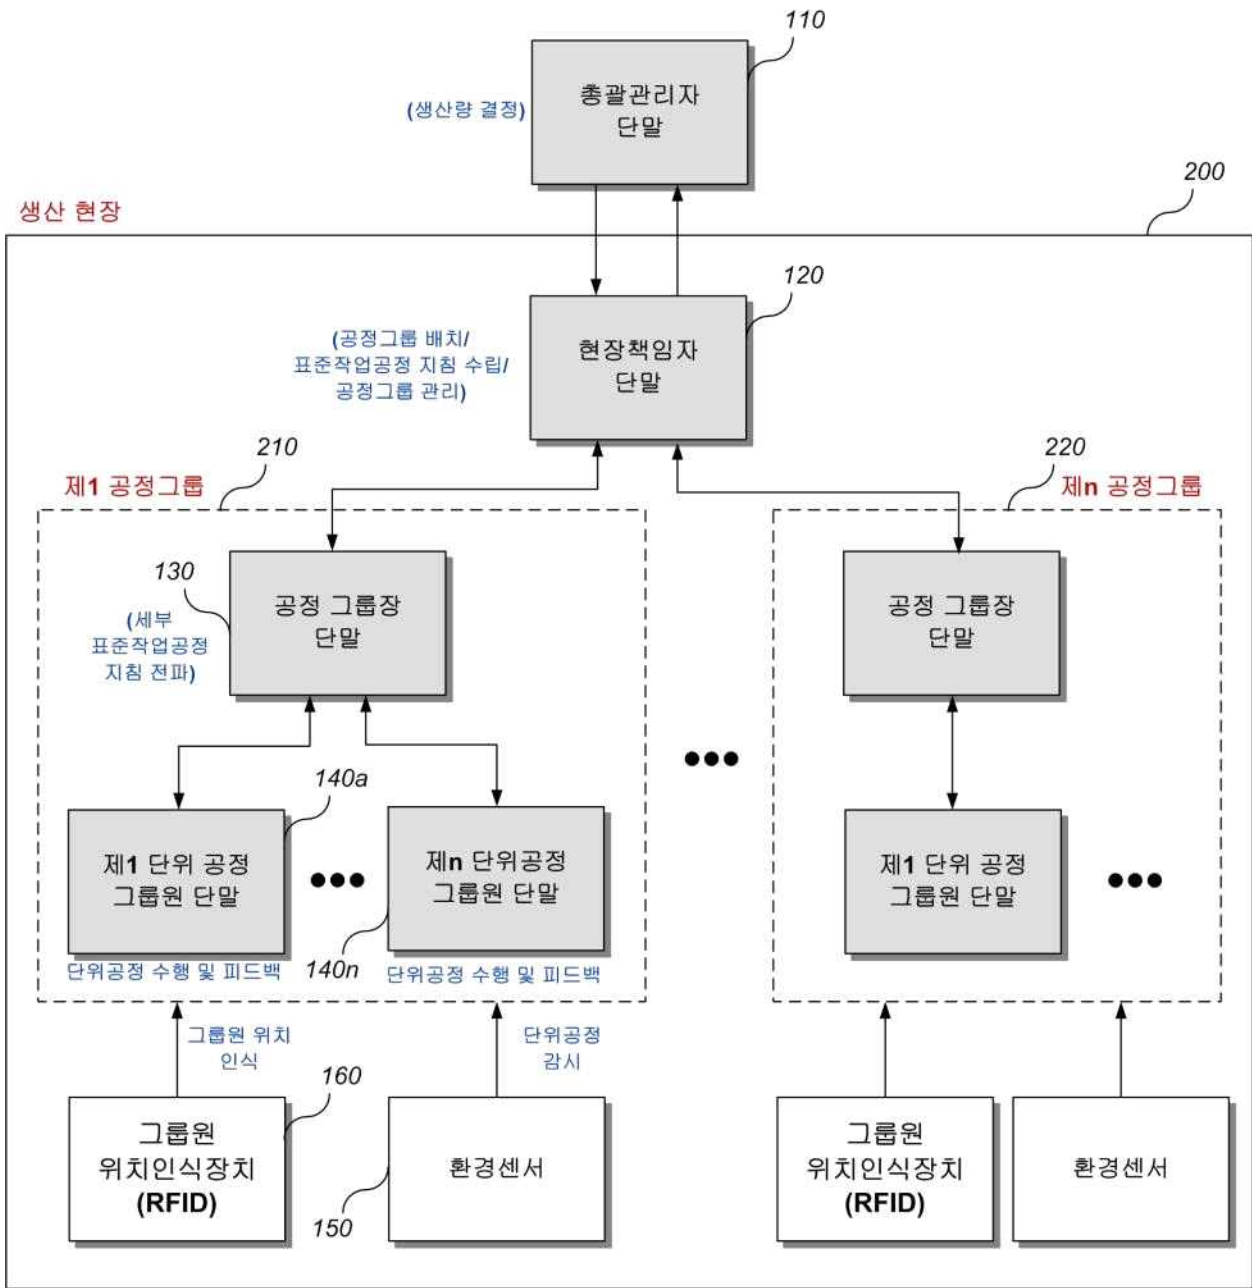 110
총괄관리자
단말
(생산량 결정)
200
생산 현장
120
현장책임자
단말
(공정그룹 배치/
표준작업공정 지침 수립/
공정그룹 관리)
210
제1 공정그룹
220
제n 공정그룹
130
공정 그룹장
단말
(세부
표준작업공정
지침 전파)
공정 그룹장
단말
140a
제1 단위 공정
그룹원 단말
●●●
제n 단위공정
그룹원 단말
●●●
제1 단위 공정
그룹원 단말
●●●
단위공정 수행 및 피드백
140n
단위공정 수행 및 피드백
그룹원 위치
인식
단위공정
감시
160
그룹원
위치인식장치
(RFID)
150
환경센서
그룹원
위치인식장치
(RFID)
환경센서